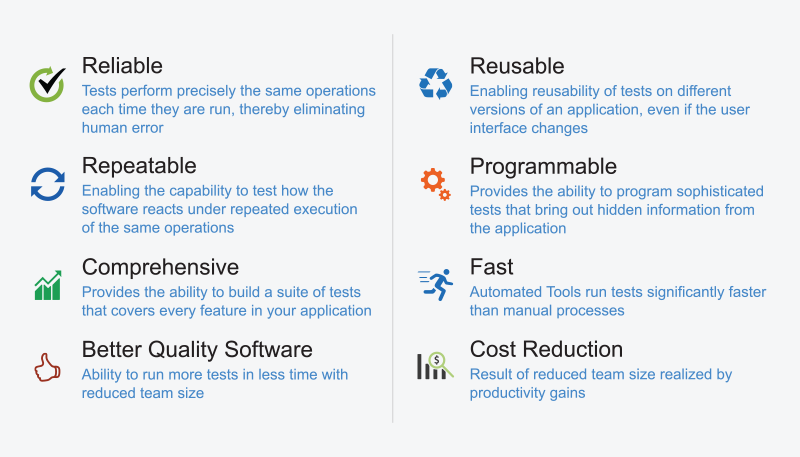 Reliable
Tests perform precisely the same operations
each time they are run, thereby eliminating
human error
Repeatable
Enabling the capability to test how the
software reacts under repeated execution
of the same operations
Comprehensive
Provides the ability to build a suite of tests
that covers every feature in your application
Better Quality Software
Ability to run more tests in less time with
reduced team size
Reusable
Enabling reusability of tests on different
versions of an application, even if the user
interface changes
Programmable
Provides the ability to program sophisticated
tests that bring out hidden information from
the application
Fast
Automated Tools run tests significantly faster
than manual processes
$
Cost Reduction
Result of reduced team size realized by
productivity gains